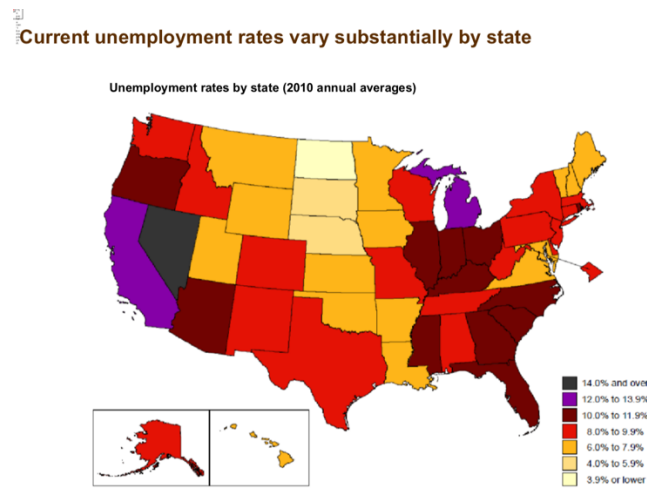 Current unemployment rates vary substantially by state
Unemployment rates by state (2010 annual averages)
14.0% and over
12.0% to 13.9%
10.0% to 11.9%
8.0% to 9.9%
6.0% to 7.9%
4.0% to 5.9%
3.9% or lower